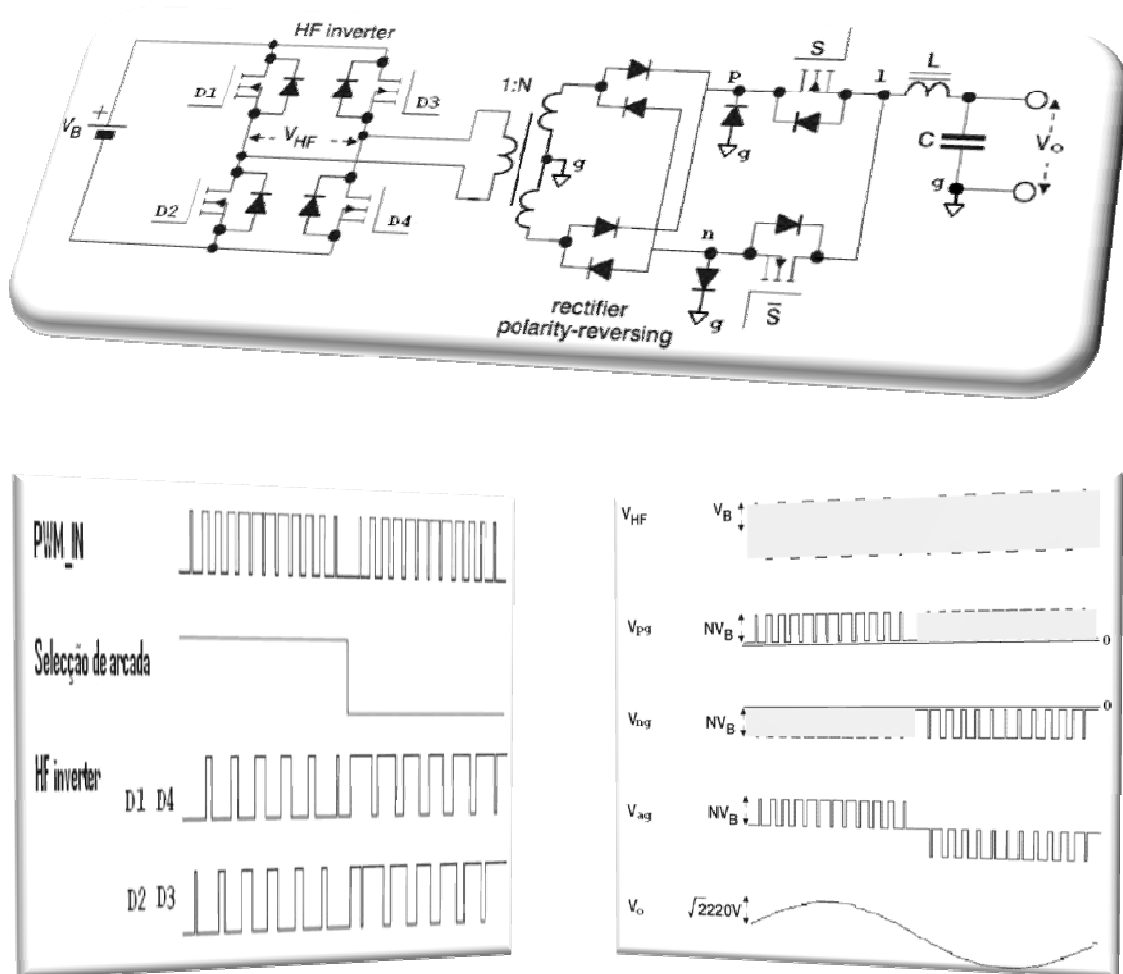 HF inverter
S
L
D1
D3
1:N
P
1
V_B
+
V_HF
g
g
C
V_o
g
D2
D4
n
g
S̅
rectifier
polarity-reversing
PWM_IN
Selecção de arcada
HF inverter
D1 D4
D2 D3
V_HF V_B
V_pg NV_B 0
V_ng NV_B 0
V_ag NV_B
V_o √2220V